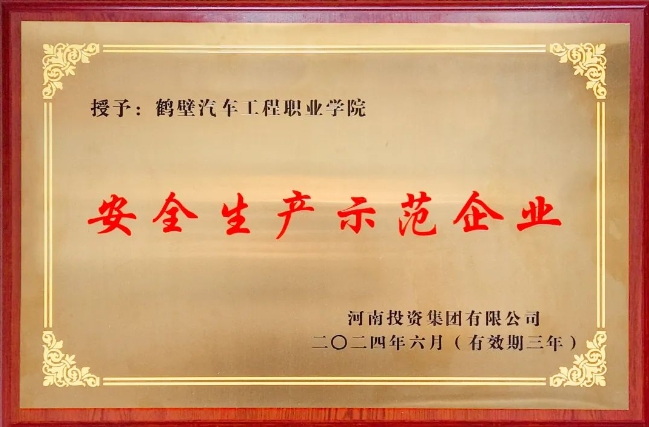 授予：鹤壁汽车工程职业学院
安全生产示范企业
河南投资集团有限公司
二〇二四年六月（有效期三年）